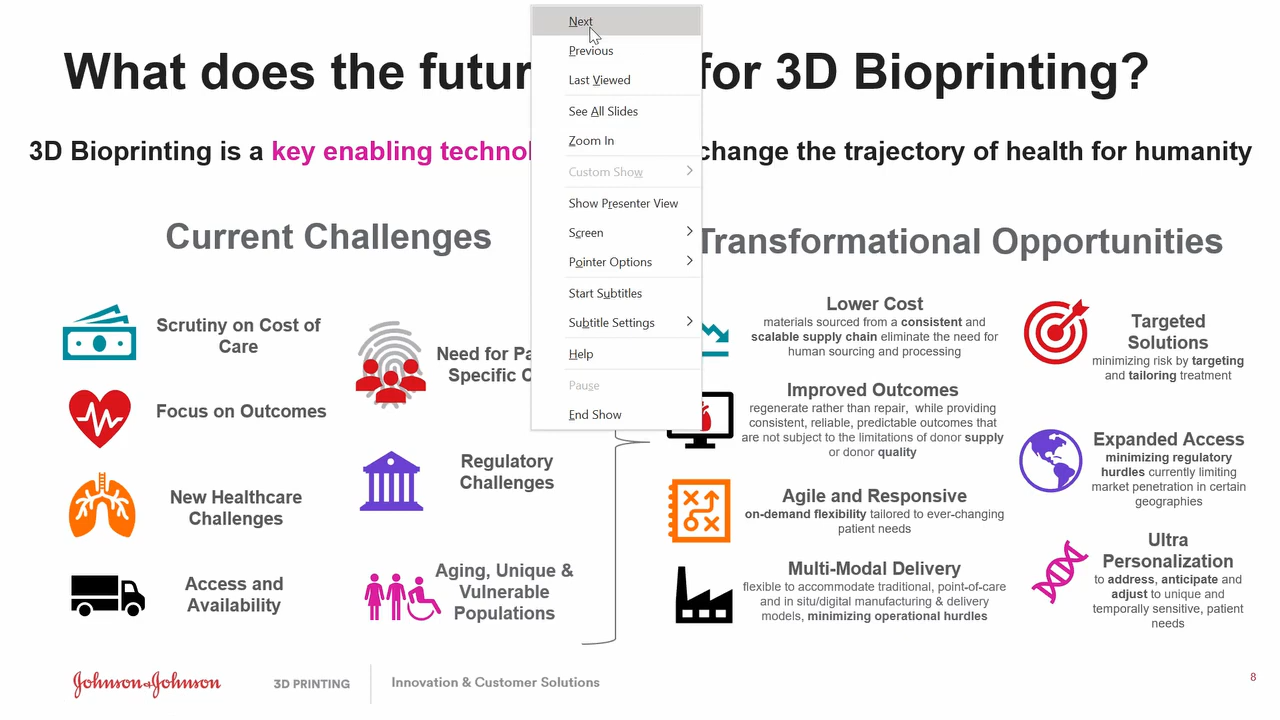 What does the futur
for 3D Bioprinting?
3D Bioprinting is a key enabling technol
change the trajectory of health for humanity
Next
Previous
Last Viewed
See All Slides
Zoom In
Custom Show
Show Presenter View
Screen
Pointer Options
Start Subtitles
Subtitle Settings
Help
Pause
End Show
Current Challenges
Scrutiny on Cost of
Care
Focus on Outcomes
New Healthcare
Challenges
Access and
Availability
Need for Pa
Specific C
Regulatory
Challenges
Aging, Unique &
Vulnerable
Populations
Transformational Opportunities
Lower Cost
materials sourced from a consistent and
scalable supply chain eliminate the need for
human sourcing and processing
Improved Outcomes
regenerate rather than repair, while providing
consistent, reliable, predictable outcomes that
are not subject to the limitations of donor supply
or donor quality
Agile and Responsive
on-demand flexibility tailored to ever-changing
patient needs
Multi-Modal Delivery
flexible to accommodate traditional, point-of-care
and in situ/digital manufacturing & delivery
models, minimizing operational hurdles
Targeted
Solutions
minimizing risk by targeting
and tailoring treatment
Expanded Access
minimizing regulatory
hurdles currently limiting
market penetration in certain
geographies
Ultra
Personalization
to address, anticipate and
adjust to unique and
temporally sensitive, patient
needs
Johnson & Johnson
3D PRINTING
Innovation & Customer Solutions
8